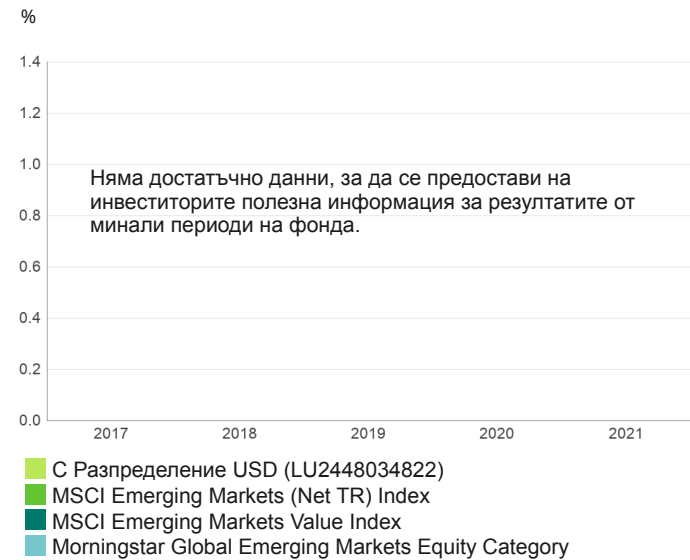 %
1.4
1.2
1.0
Няма достатъчно данни, за да се предостави на
инвеститорите полезна информация за резултатите от
минали периоди на фонда.
0.8
0.6
0.4
0.2
0.0
2017 2018 2019 2020 2021
C Разпределение USD (LU2448034822)
MSCI Emerging Markets (Net TR) Index
MSCI Emerging Markets Value Index
Morningstar Global Emerging Markets Equity Category